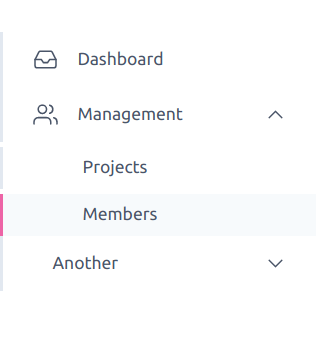 Dashboard
Management
Projects
Members
Another